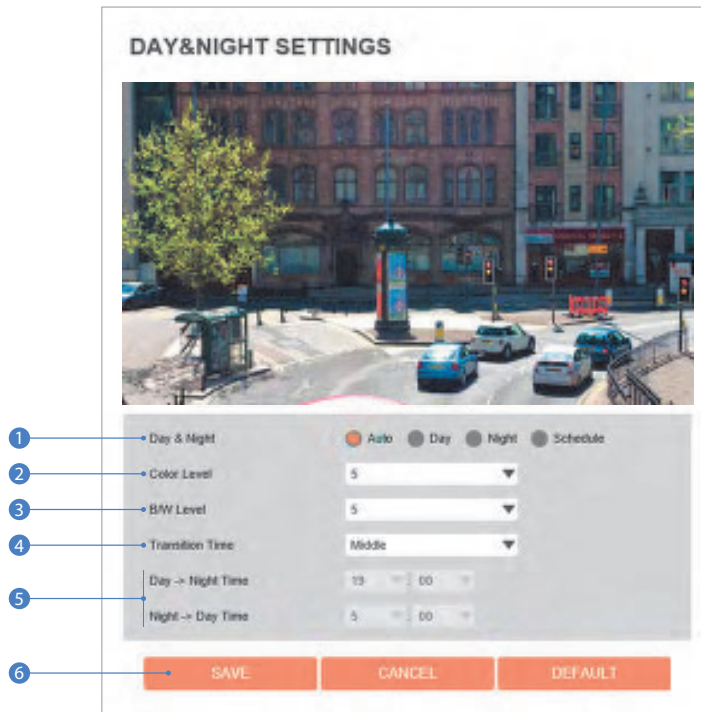 DAY&NIGHT SETTINGS
1 Day & Night Auto Day Night Schedule
2 Color Level 5
3 B/W Level 5
4 Transition Time Middle
Day -> Night Time 19 : 00
5
Night -> Day Time 5 : 00
6 SAVE CANCEL DEFAULT